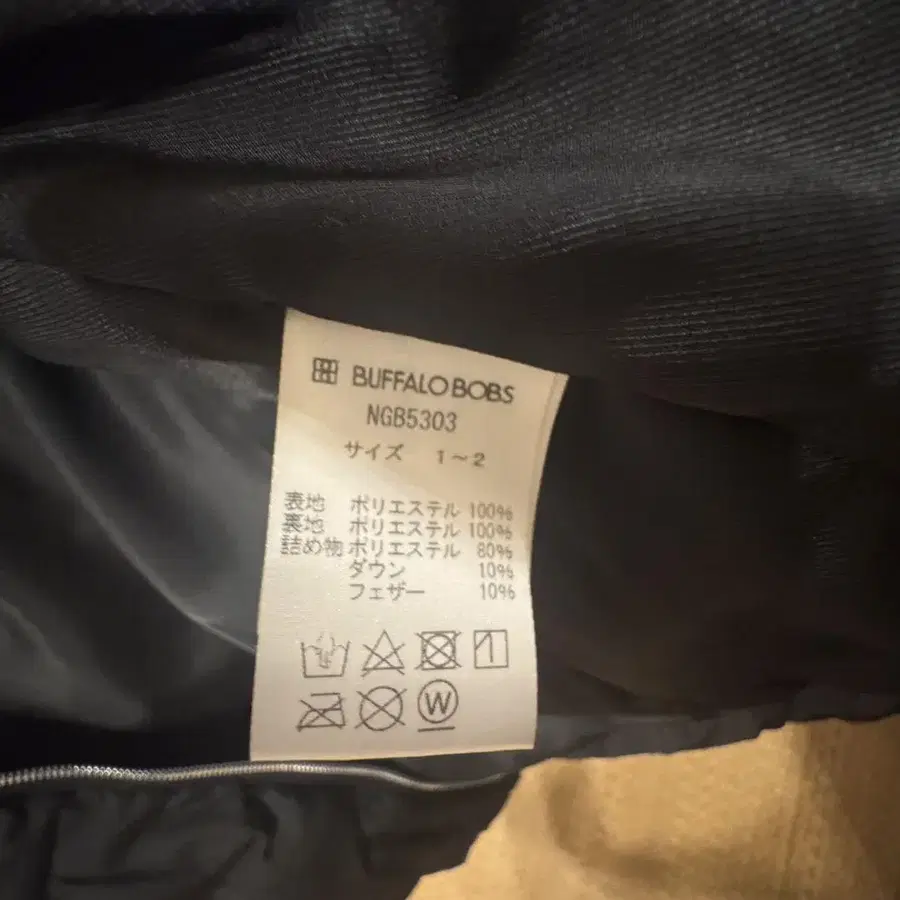 BUFFALO BOBS
NGB5303
サイズ 1～2
表地 ポリエステル 100%
裏地 ポリエステル 100%
詰め物 ポリエステル 80%
ダウン 10%
フェザー 10%
W